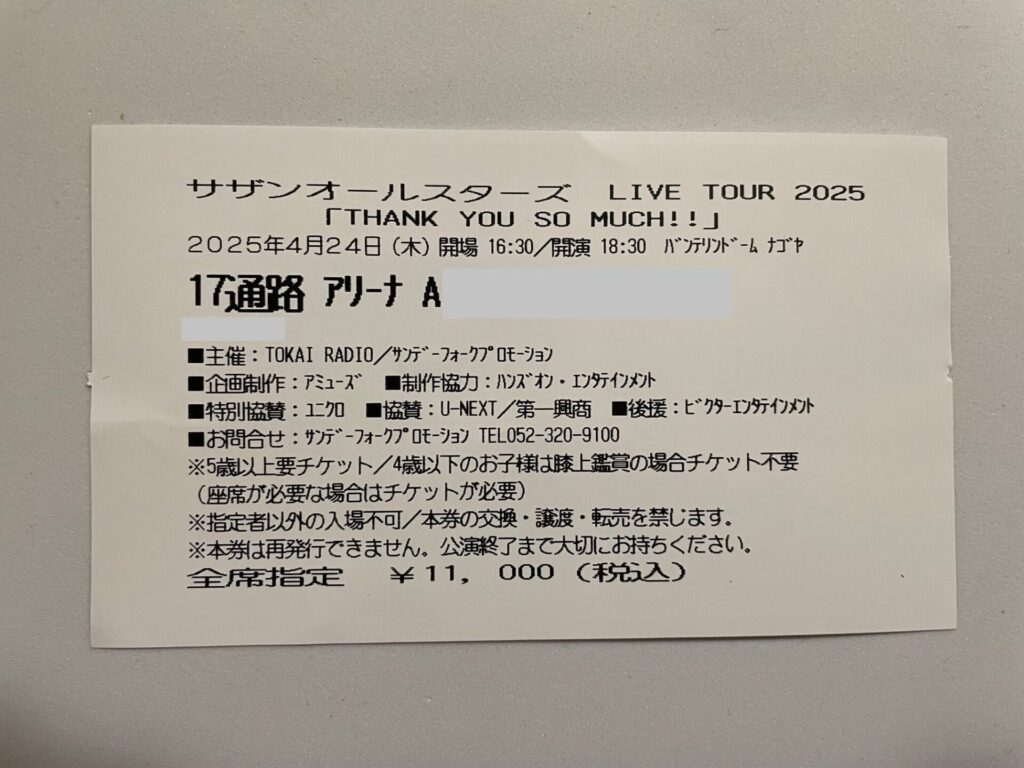 サザンオールスターズ LIVE TOUR 2025
「THANK YOU SO MUCH!!」
2025年4月24日(木)開場 16:30/開演 18:30 バンテリンドーム ナゴヤ
17通路 アリーナ A
■主催:TOKAI RADIO/サンデーフォークプロモーション
■企画制作:アミューズ ■制作協力:ハンズオン・エンタテインメント
■特別協賛:ユニクロ ■協賛:U-NEXT/第一興商 ■後援:ビクターエンタテインメント
■お問合せ:サンデーフォークプロモーション TEL052-320-9100
※5歳以上要チケット/4歳以下のお子様は膝上鑑賞の場合チケット不要
(座席が必要な場合はチケットが必要)
※指定者以外の入場不可/本券の交換・譲渡・転売を禁じます。
※本券は再発行できません。公演終了まで大切にお持ちください。
全席指定 ¥11,000(税込)